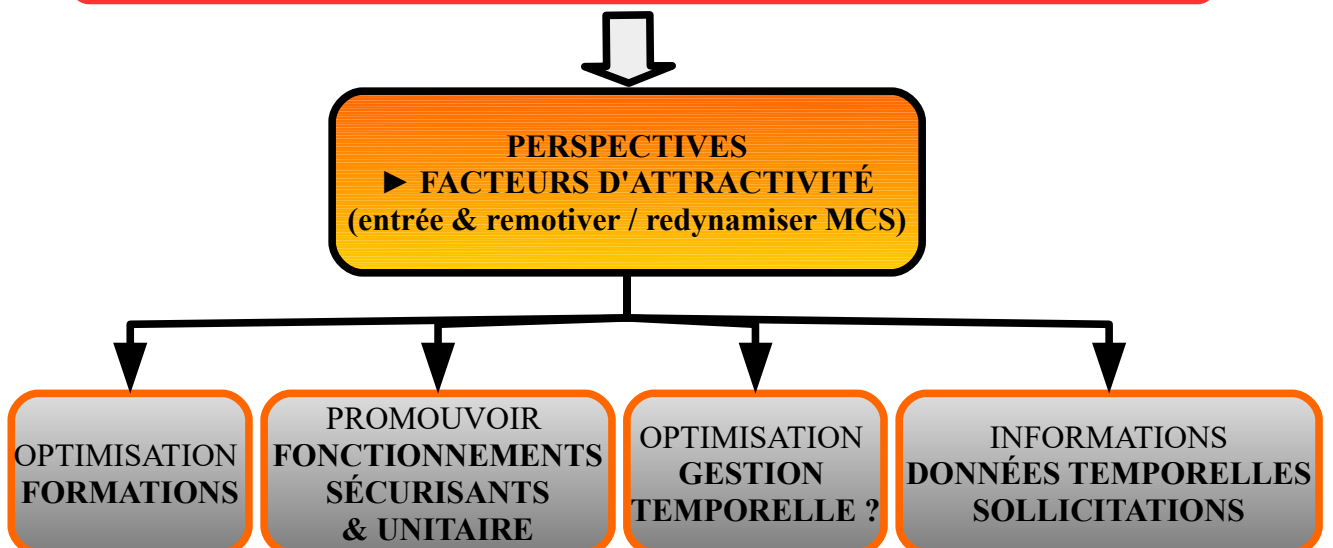 PERSPECTIVES
► FACTEURS D'ATTRACTIVITÉ
(entrée & remotiver / redynamiser MCS)
OPTIMISATION
FORMATIONS
PROMOUVOIR
FONCTIONNEMENTS
SÉCURISANTS
& UNITAIRE
OPTIMISATION
GESTION
TEMPORELLE ?
INFORMATIONS
DONNÉES TEMPORELLES
SOLLICITATIONS